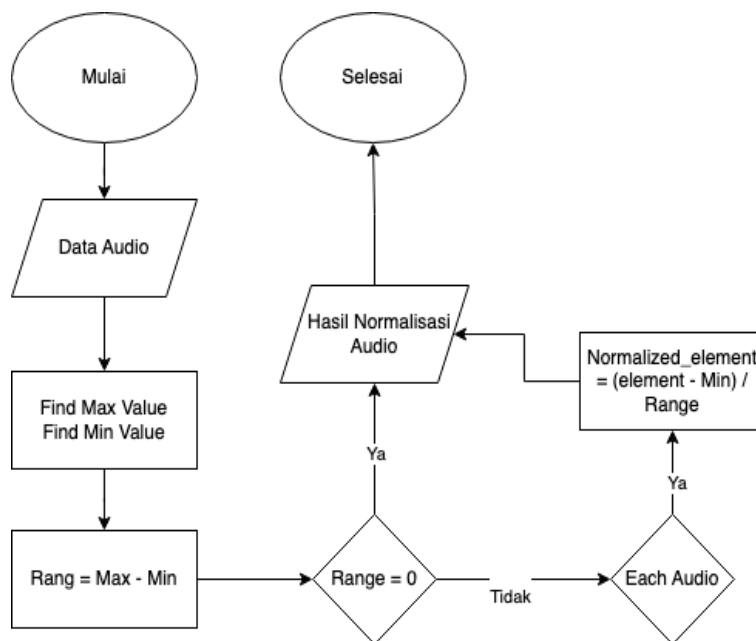 Mulai
Data Audio
Find Max Value
Find Min Value
Rang = Max - Min
Range = 0
Ya
Tidak
Each Audio
Ya
Normalized_element
= (element - Min) /
Range
Hasil Normalisasi
Audio
Selesai